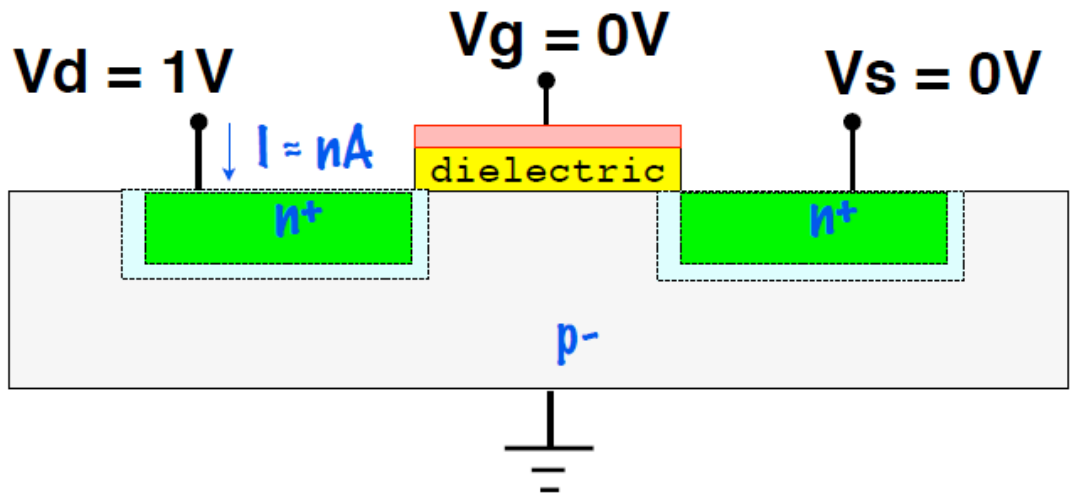 Vd = 1V
Vg = 0V
Vs = 0V
I ≈ nA
dielectric
n+
n+
p-